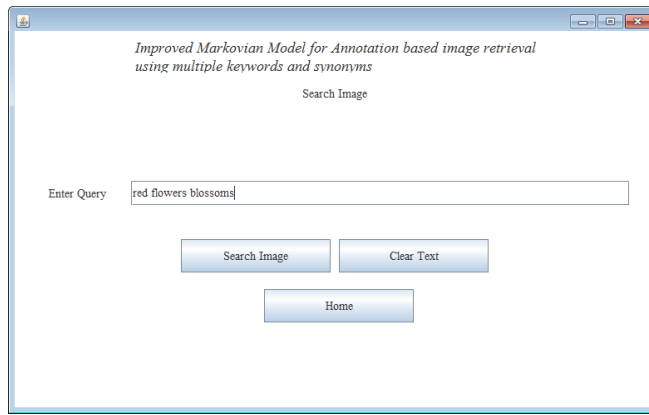 Improved Markovian Model for Annotation based image retrieval
using multiple keywords and synonyms
Search Image
Enter Query
red flowers blossoms
Search Image
Clear Text
Home